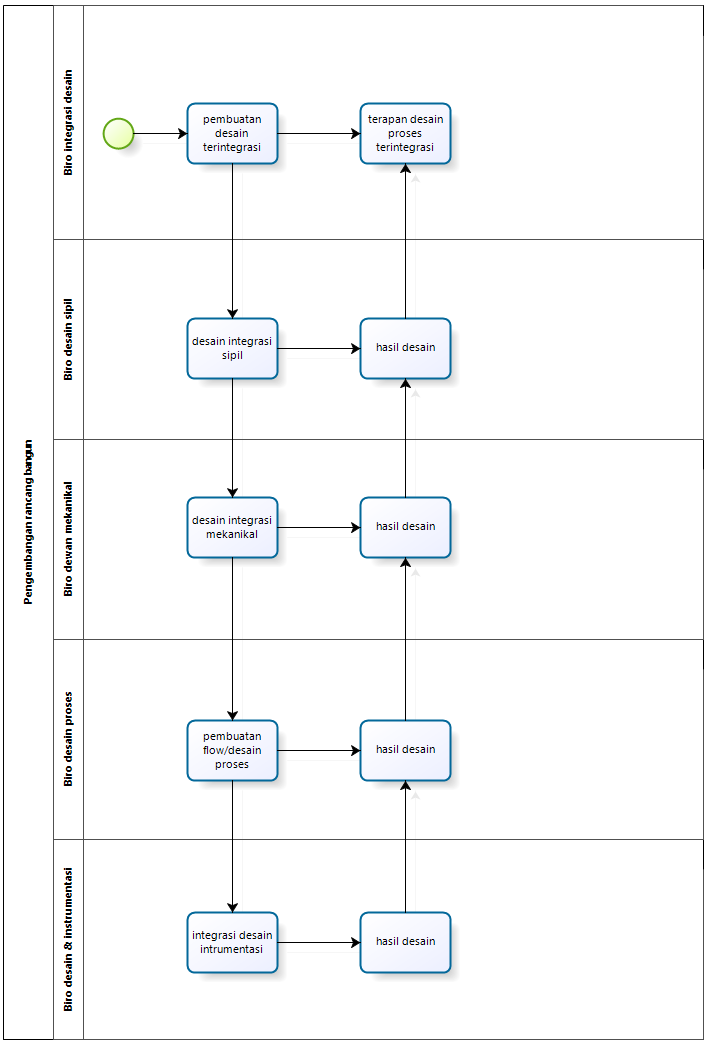 Pengembangan rancang bangun
Biro integrasi desain
pembuatan
desain
terintegrasi
terapan desain
proses
terintegrasi
Biro desain sipil
desain integrasi
sipil
hasil desain
Biro dewan mekanikal
desain integrasi
mekanikal
hasil desain
Biro desain proses
pembuatan
flow/desain
proses
hasil desain
Biro desain & instrumentasi
integrasi desain
intrumentasi
hasil desain